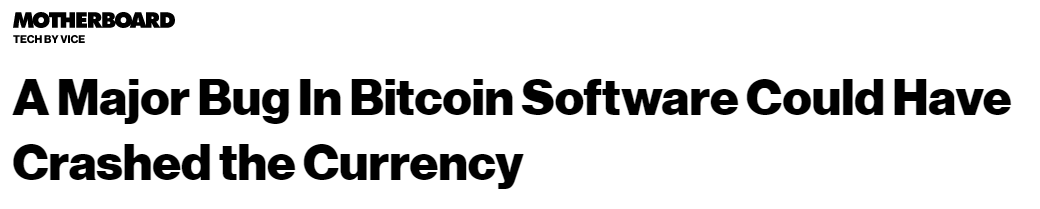 MOTHERBOARD
TECH BY VICE
A Major Bug In Bitcoin Software Could Have
Crashed the Currency